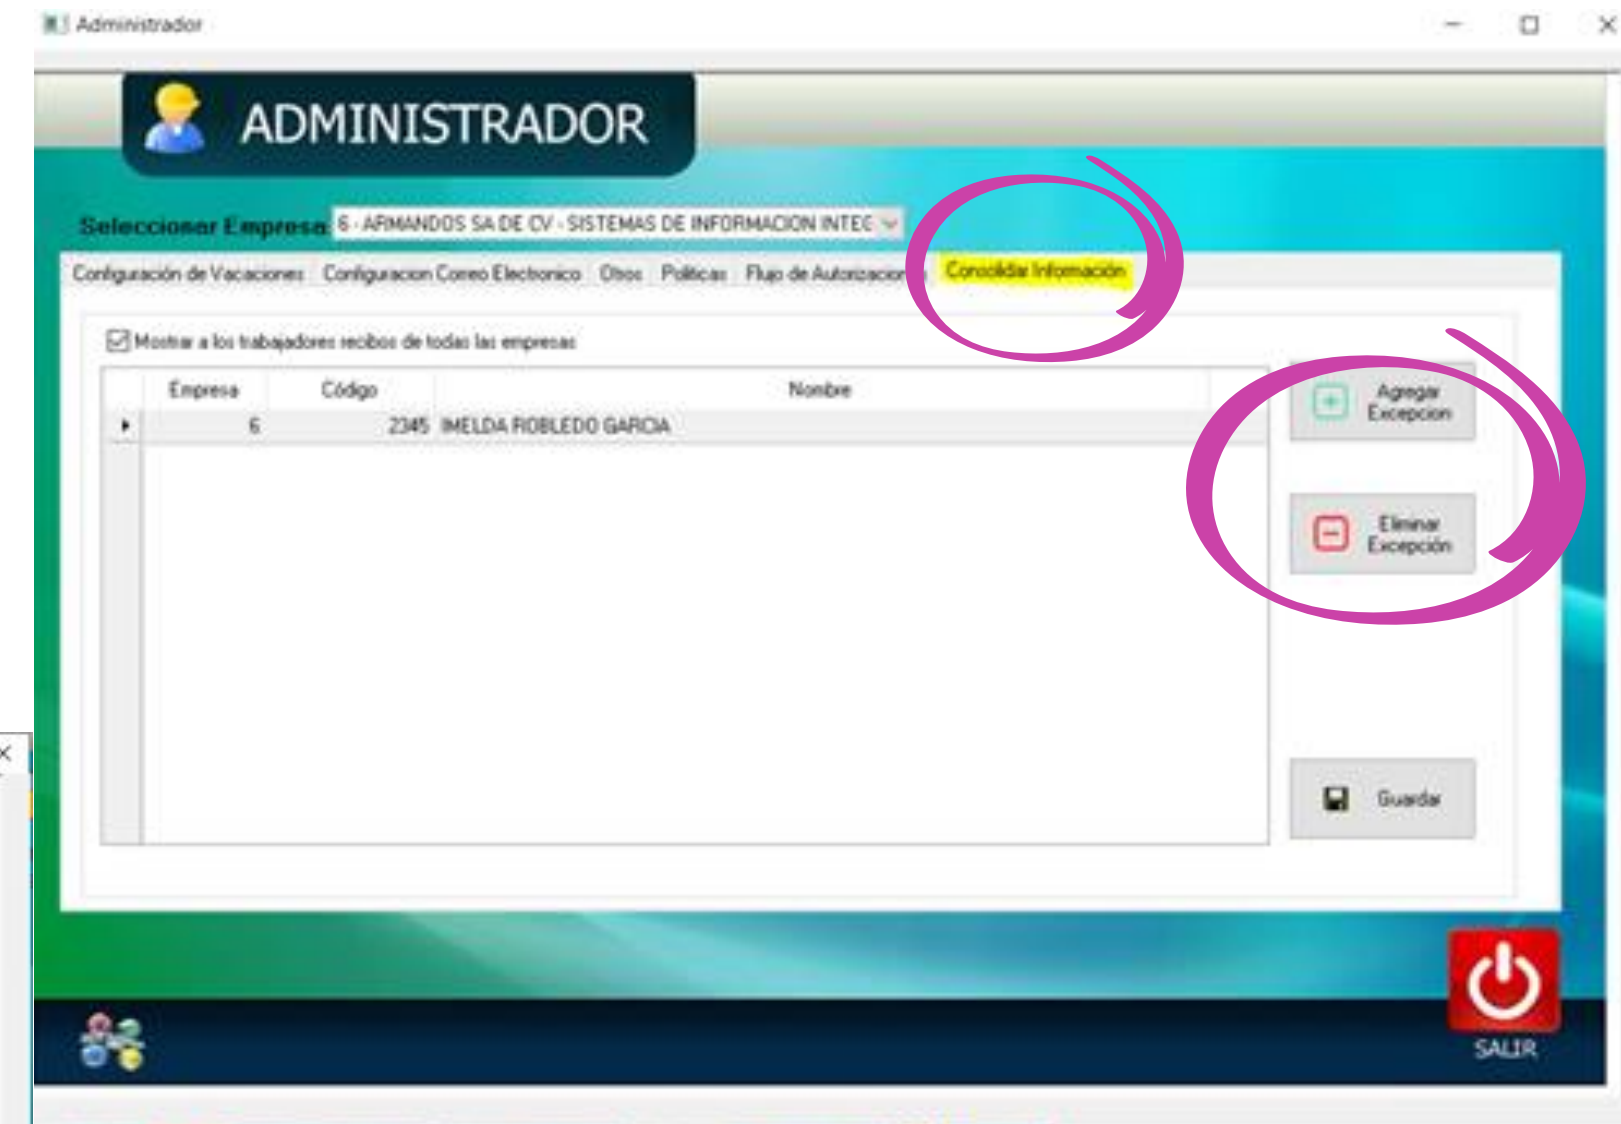 Administrador
ADMINISTRADOR
Seleccionar Empresa 6 - ARMANDOS SA DE CV - SISTEMAS DE INFORMACION INTEG
Configuración de Vacaciones Configuracion Correo Electronico Otros Politicas Flujo de Autorizacion Consolidar Información
Mostrar a los trabajadores recibos de todas las empresas
Empresa Código Nombre
6 2345 IMELDA ROBLEDO GARCIA
Agregar
Excepcion
Eliminar
Excepción
Guardar
SALIR